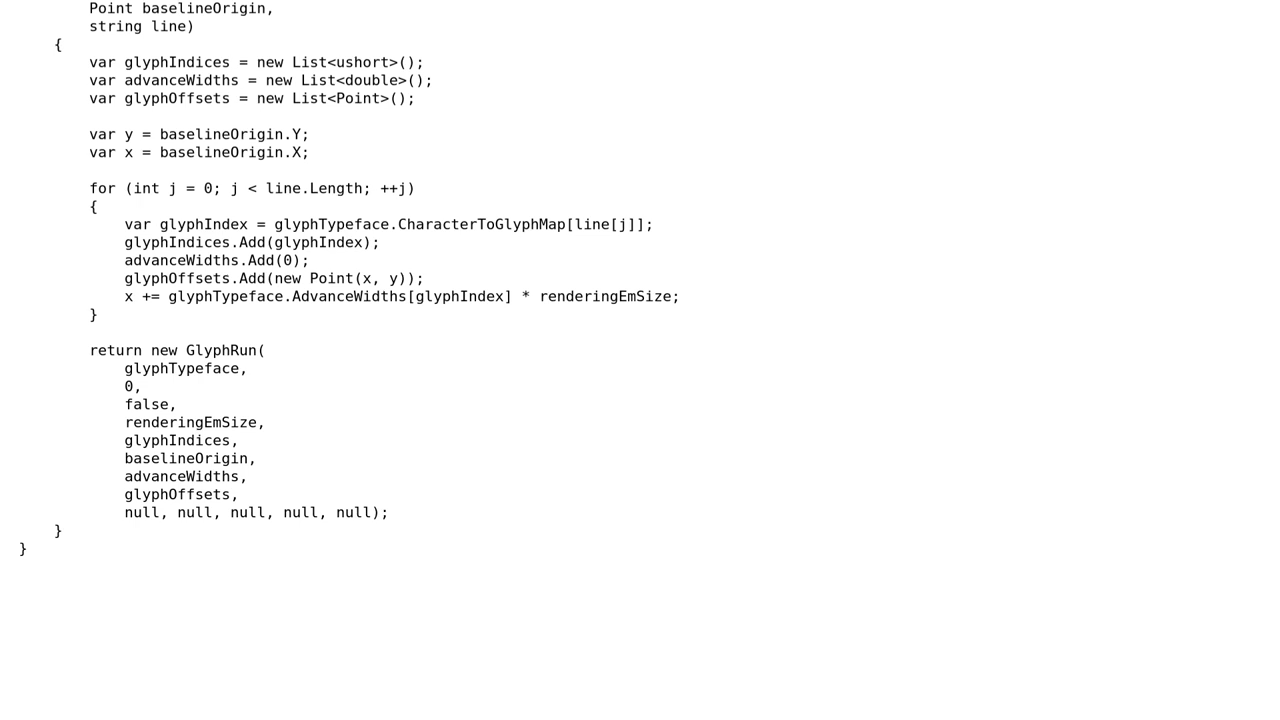 Point baselineOrigin,
string line)
{
var glyphIndices = new List<ushort>();
var advanceWidths = new List<double>();
var glyphOffsets = new List<Point>();
var y = baselineOrigin.Y;
var x = baselineOrigin.X;
for (int j = 0; j < line.Length; ++j)
{
var glyphIndex = glyphTypeface.CharacterToGlyphMap[line[j]];
glyphIndices.Add(glyphIndex);
advanceWidths.Add(0);
glyphOffsets.Add(new Point(x, y));
x += glyphTypeface.AdvanceWidths[glyphIndex] * renderingEmSize;
}
return new GlyphRun(
glyphTypeface,
0,
false,
renderingEmSize,
glyphIndices,
baselineOrigin,
advanceWidths,
glyphOffsets,
null, null, null, null, null);
}
}